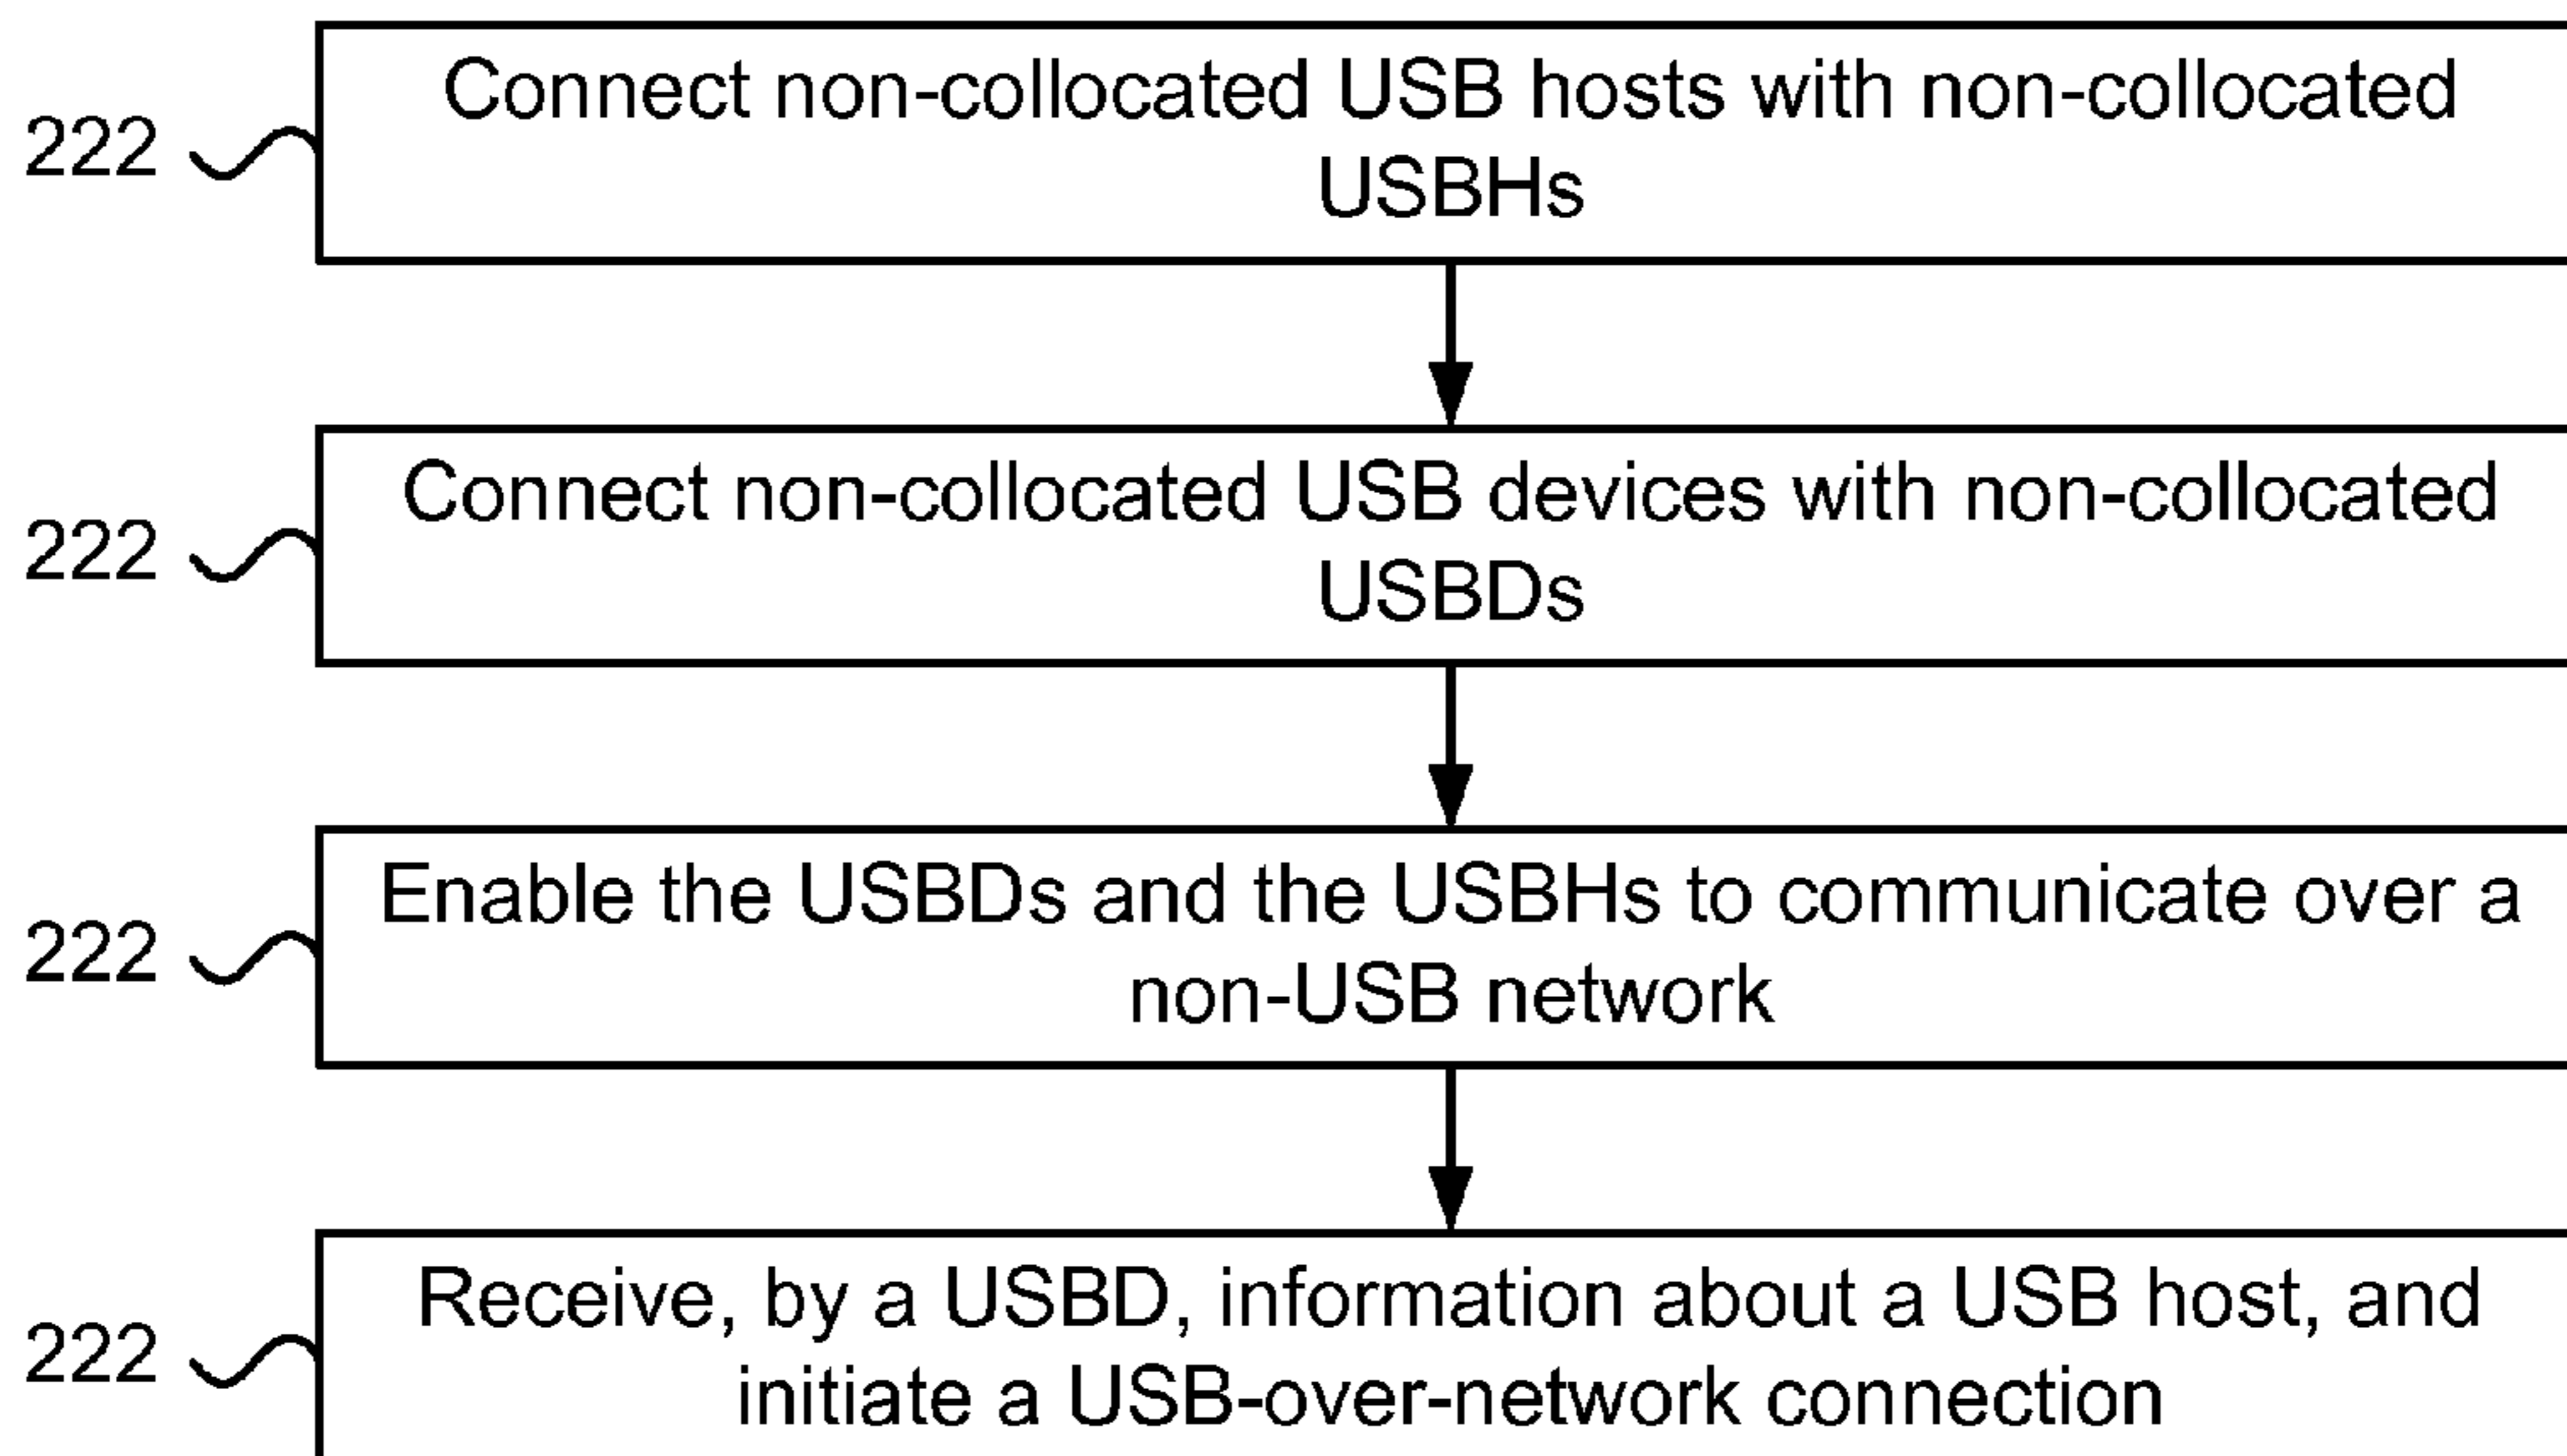 Connect non-collocated USB hosts with non-collocated
222
USBHs
Connect non-collocated USB devices with non-collocated
222
USBDs
Enable the USBDs and the USBHs to communicate over a
222
non-USB network
Receive, by a USBD, information about a USB host, and
222
initiate a USB-over-network connection